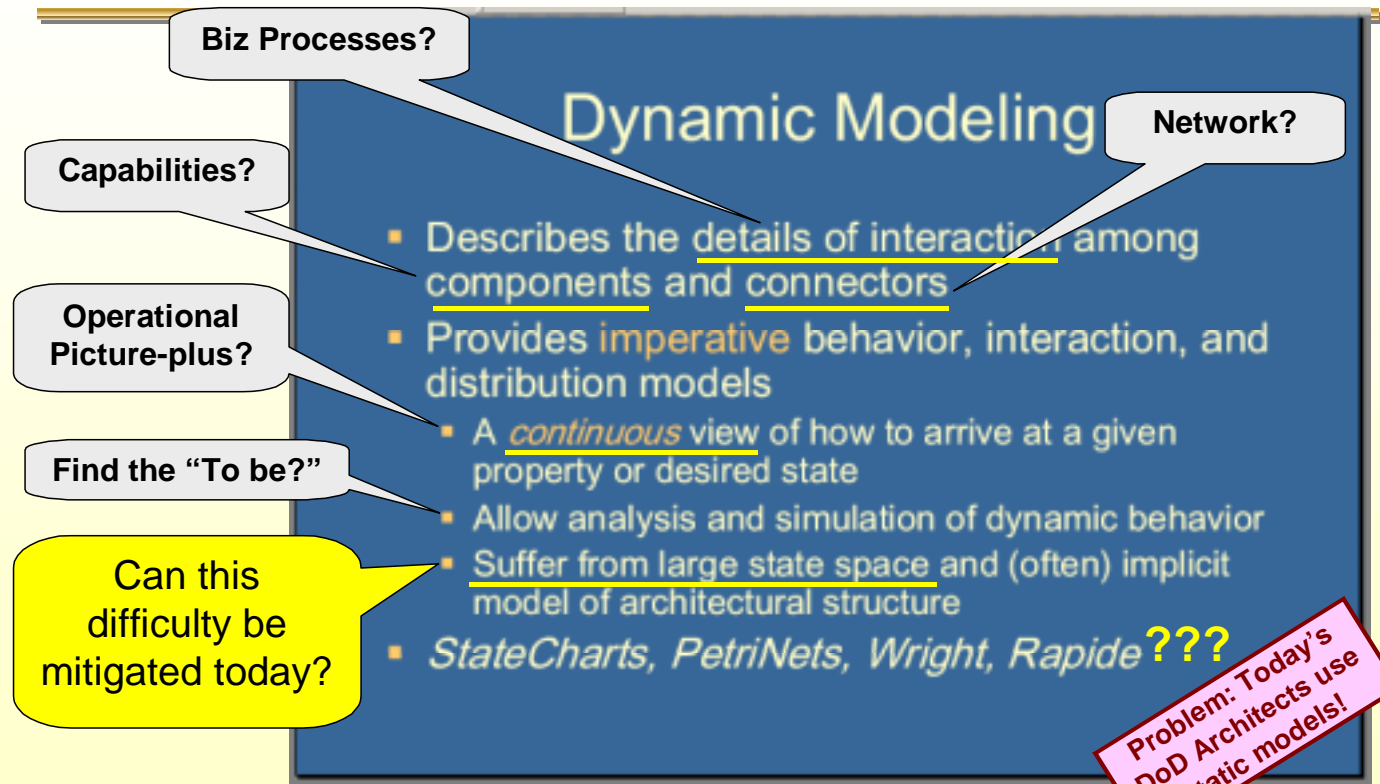 Biz Processes?
Dynamic Modeling
Network?
Capabilities?
Describes the details of interaction among
components and connectors
Operational
Picture-plus?
Provides imperative behavior, interaction, and
distribution models
A continuous view of how to arrive at a given
property or desired state
Find the “To be?”
Allow analysis and simulation of dynamic behavior
Can this
difficulty be
mitigated today?
Suffer from large state space and (often) implicit
model of architectural structure
StateCharts, PetriNets, Wright, Rapide ???
Problem: Today’s
DoD Architects use
static models!